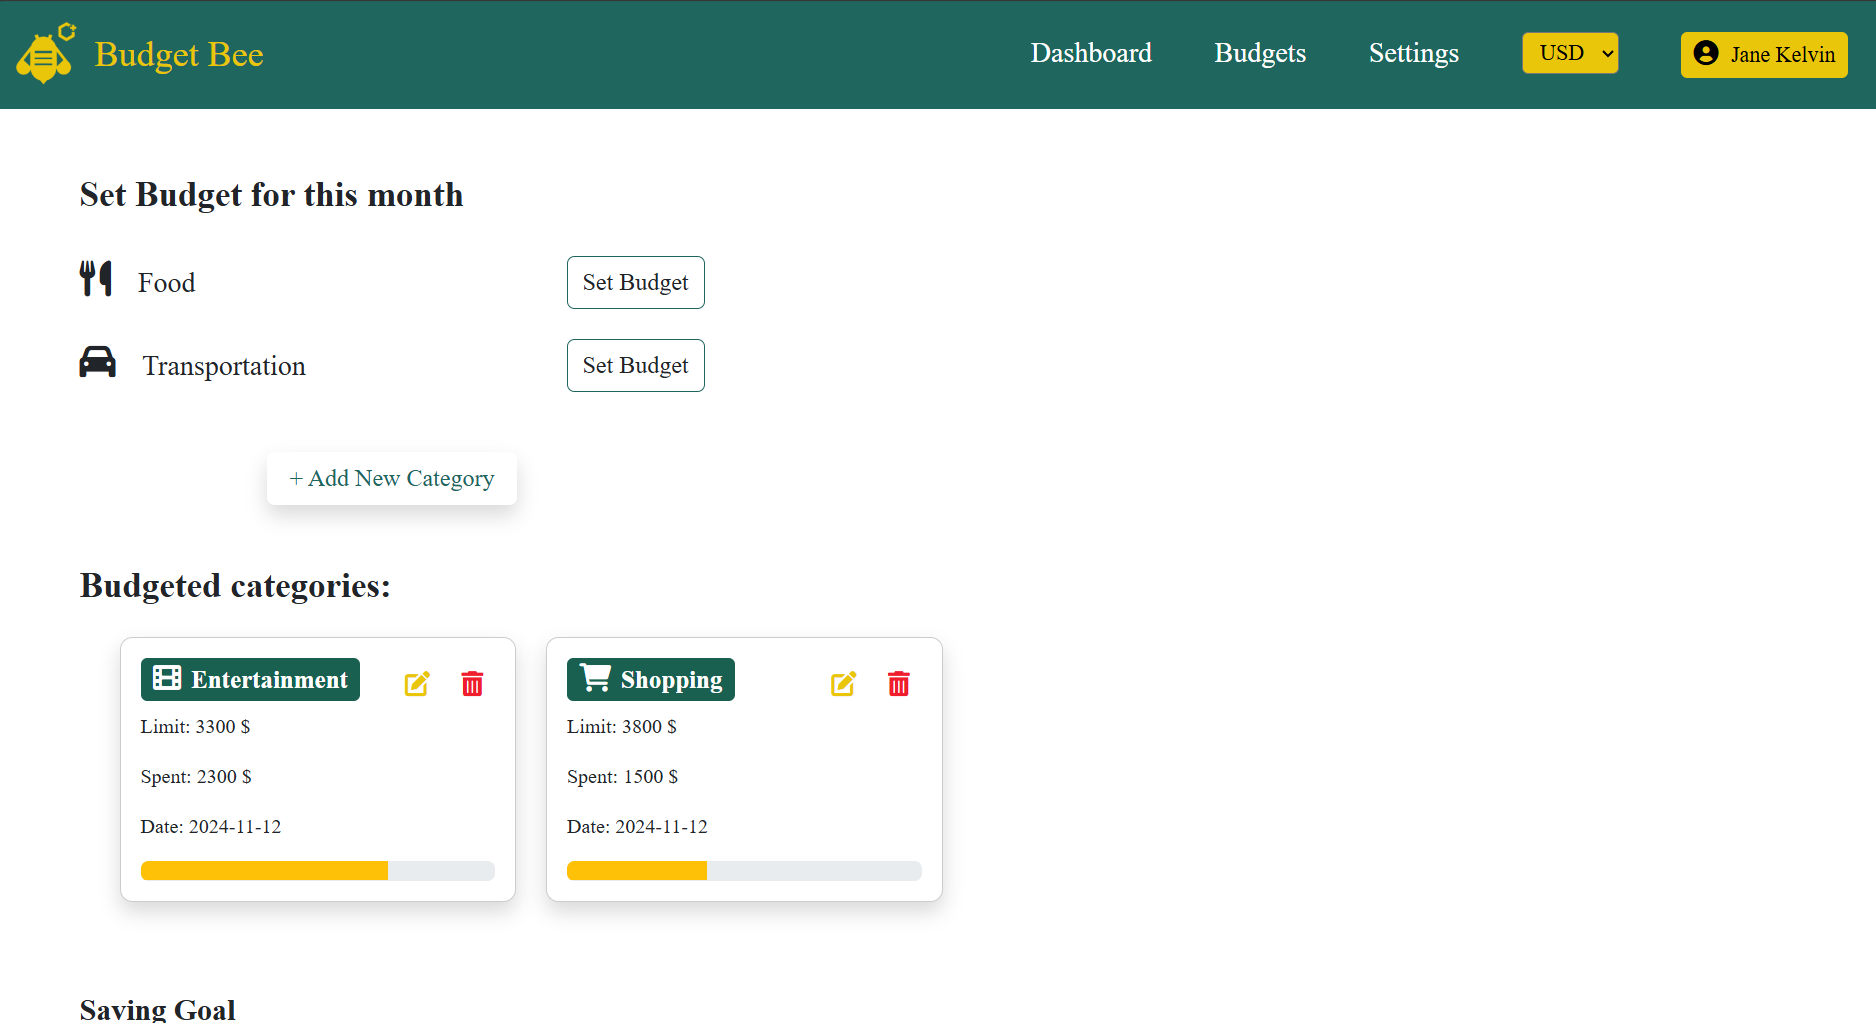 Budget Bee
Dashboard
Budgets
Settings
USD
Jane Kelvin
Set Budget for this month
Food
Set Budget
Transportation
Set Budget
+ Add New Category
Budgeted categories:
Entertainment
Limit: 3300 $
Spent: 2300 $
Date: 2024-11-12
Shopping
Limit: 3800 $
Spent: 1500 $
Date: 2024-11-12
Saving Goal